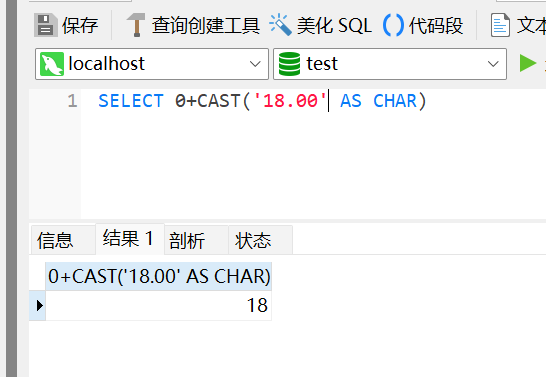 保存 查询创建工具 美化 SQL 代码段 文本
localhost test
1 SELECT 0+CAST('18.00' AS CHAR)
信息 结果 1 剖析 状态
0+CAST('18.00' AS CHAR)
18